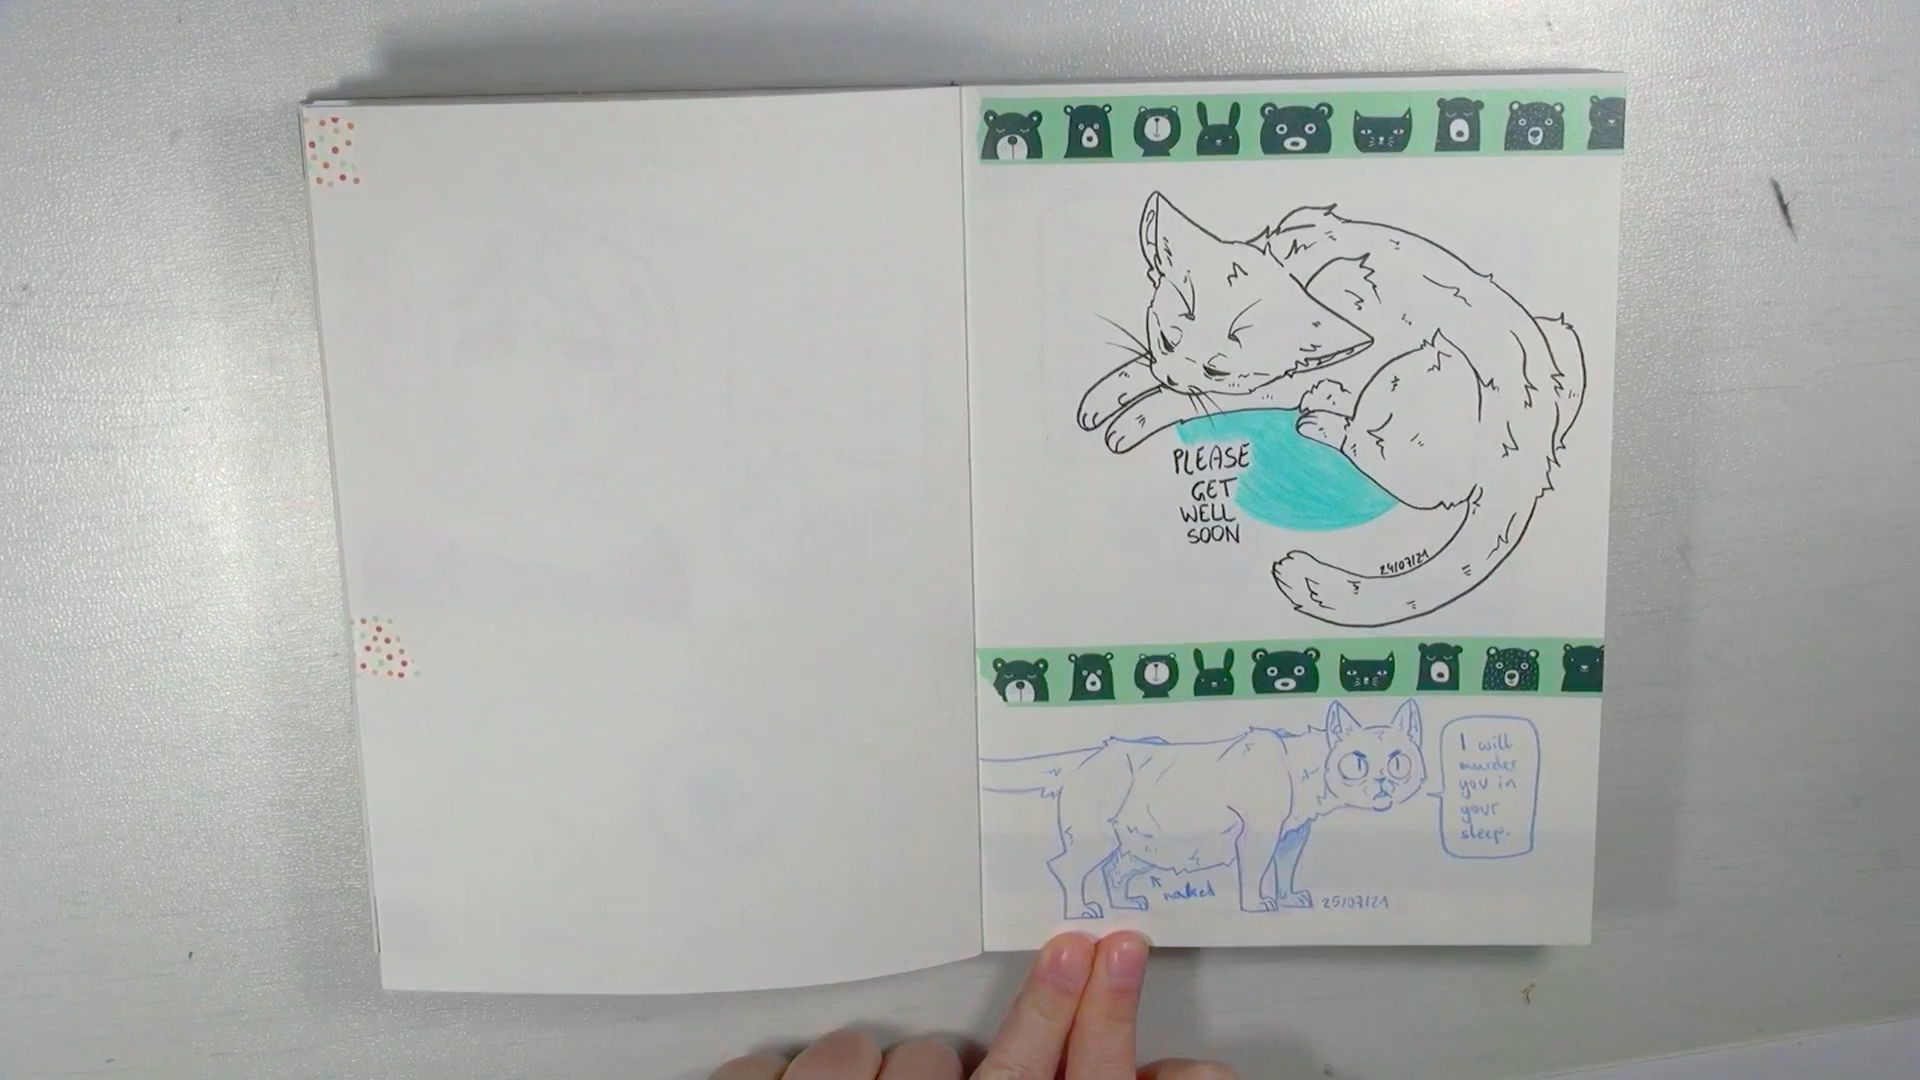 PLEASE
GET
WELL
SOON
24/07/21
I will
murder
you in
your
sleep.
naked
25/07/21